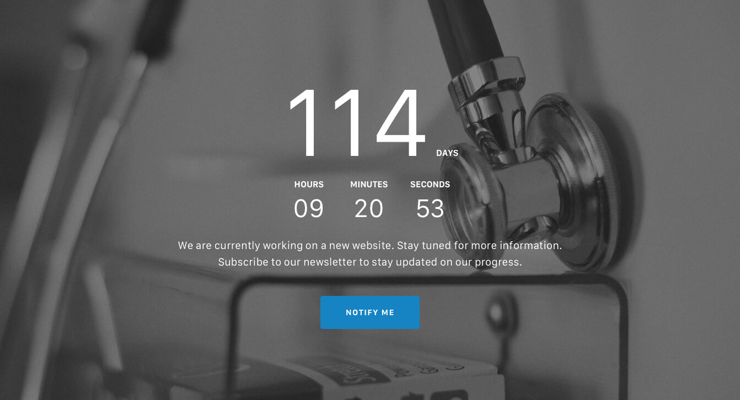 114 DAYS
HOURS MINUTES SECONDS
09 20 53
We are currently working on a new website. Stay tuned for more information.
Subscribe to our newsletter to stay updated on our progress.
NOTIFY ME